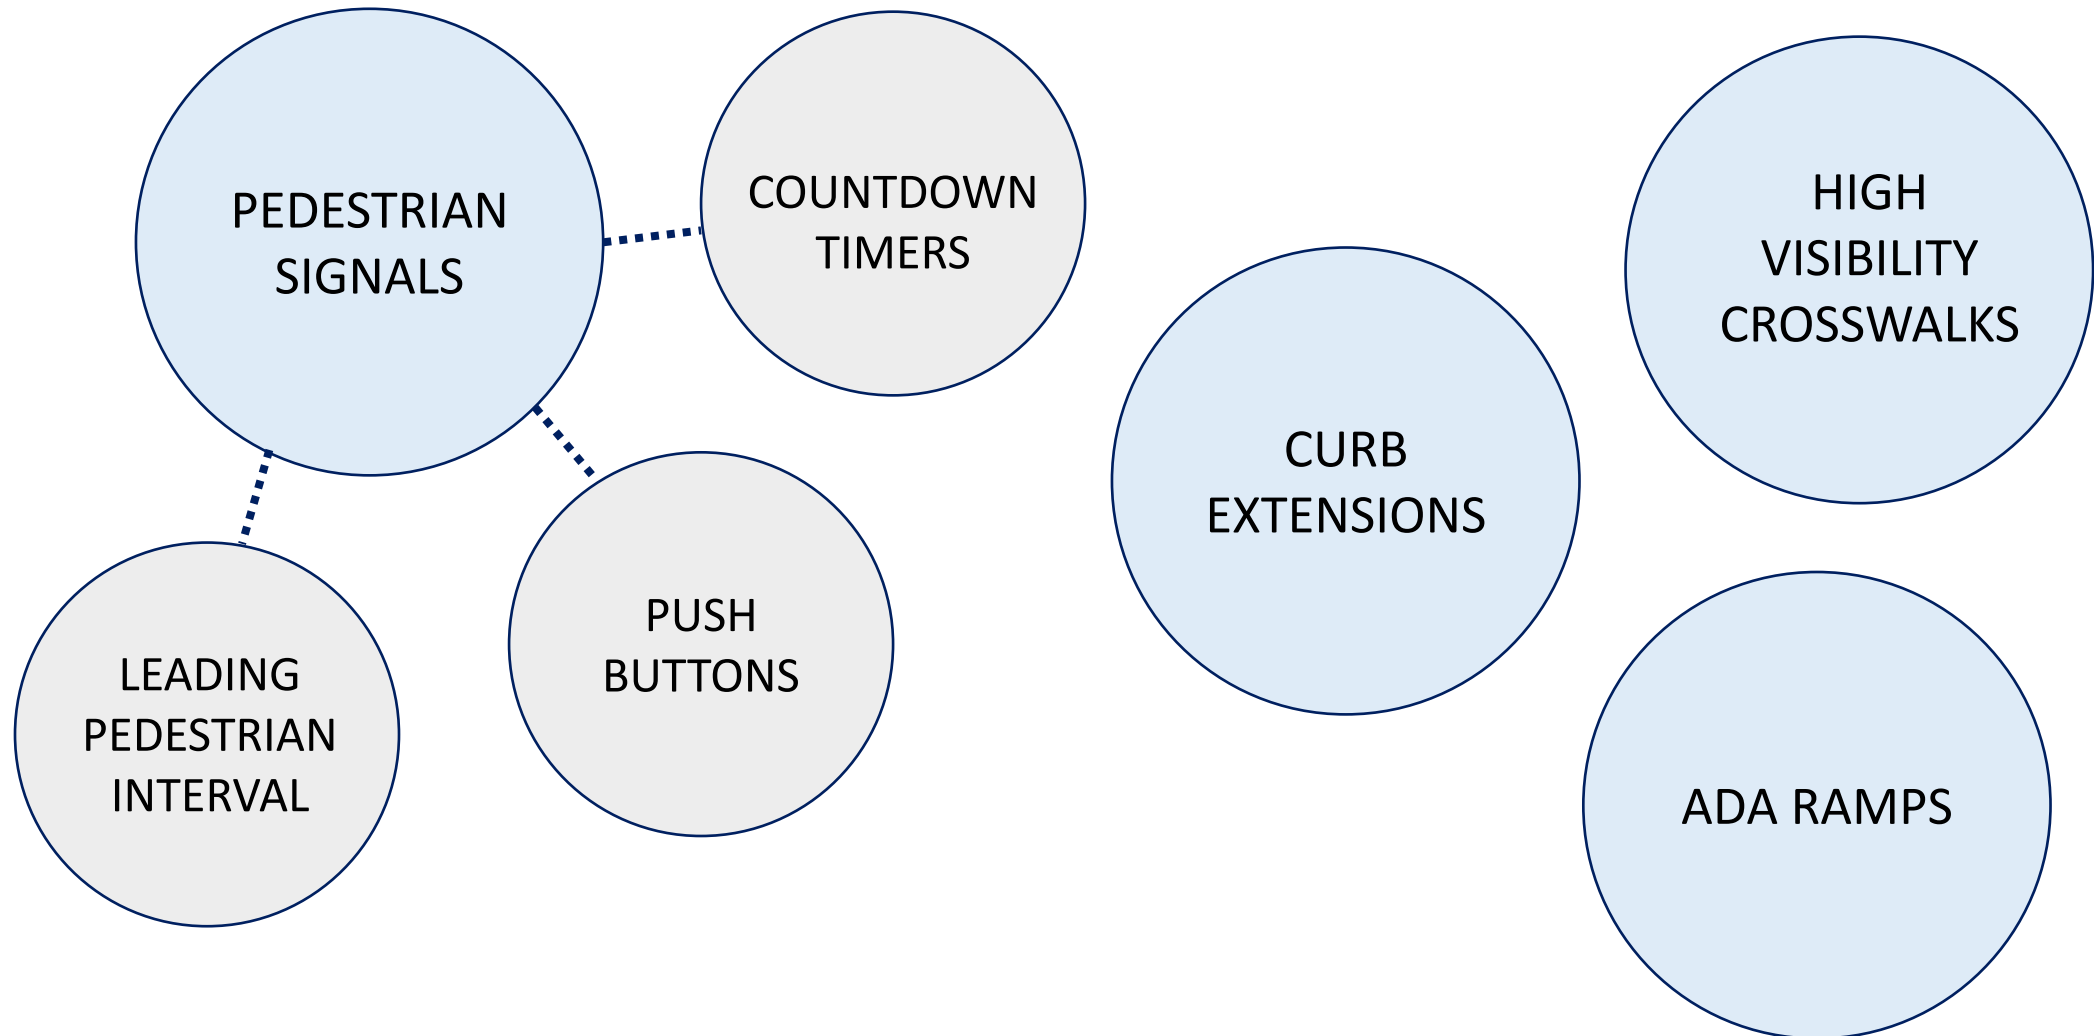 PEDESTRIAN
SIGNALS
COUNTDOWN
TIMERS
LEADING
PEDESTRIAN
INTERVAL
PUSH
BUTTONS
CURB
EXTENSIONS
HIGH
VISIBILITY
CROSSWALKS
ADA RAMPS